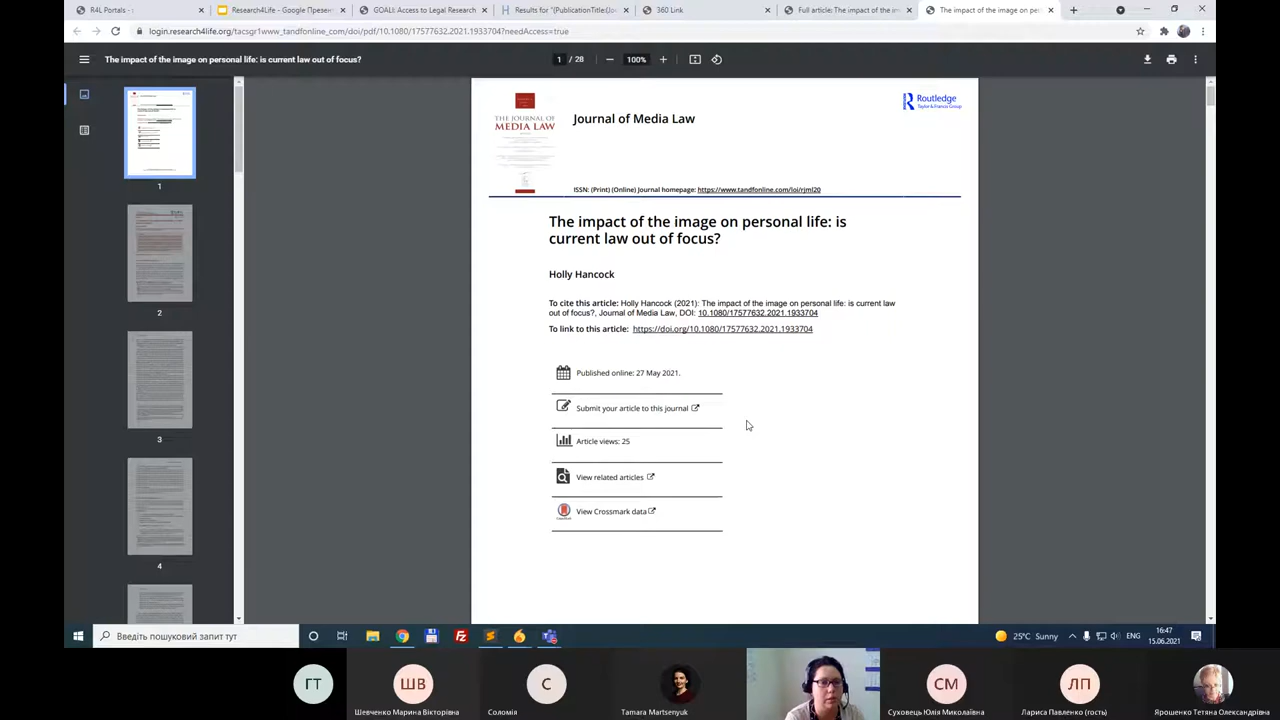 R4L Portals - :
Research4Life - Google Презен
GOALI: Access to Legal Research
Results for "(PublicationTitle:(Jou
360 Link
Full article: The impact of the im
The impact of the image on pers
login.research4life.org/tacsgr1www_tandfonline_com/doi/pdf/10.1080/17577632.2021.1933704?needAccess=true
The impact of the image on personal life: is current law out of focus?
1 / 28
100%
1
2
3
4
THE JOURNAL OF
MEDIA LAW
Journal of Media Law
Routledge
Taylor & Francis Group
ISSN: (Print) (Online) Journal homepage: https://www.tandfonline.com/loi/rjml20
The impact of the image on personal life: is
current law out of focus?
Holly Hancock
To cite this article: Holly Hancock (2021): The impact of the image on personal life: is current law
out of focus?, Journal of Media Law, DOI: 10.1080/17577632.2021.1933704
To link to this article: https://doi.org/10.1080/17577632.2021.1933704
Published online: 27 May 2021.
Submit your article to this journal
Article views: 25
View related articles
View Crossmark data
Введіть пошуковий запит тут
25°C Sunny
ENG
16:47
15.06.2021
ГТ
ШВ
Шевченко Марина Вікторівна
С
Соломія
Tamara Martsenyuk
СМ
Суховець Юлія Миколаївна
ЛП
Лариса Павленко (гость)
Ярошенко Тетяна Олександрівна